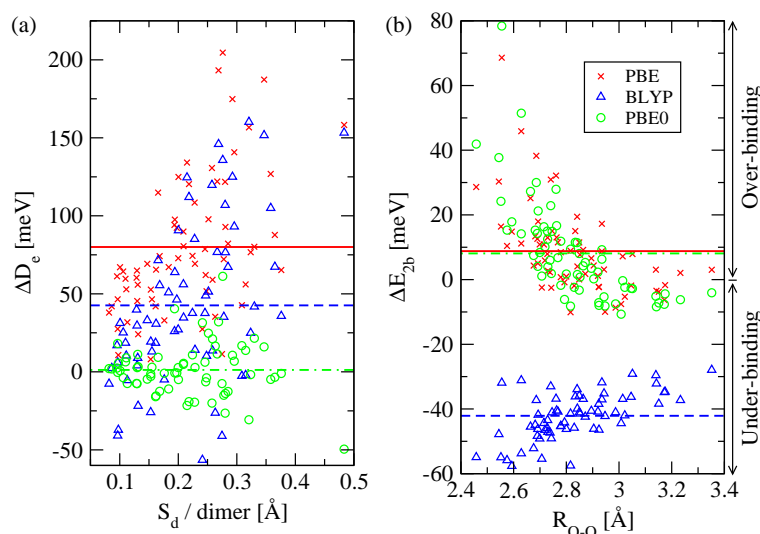 (a)
(b)
200
150
100
50
0
-50
ΔD_e [meV]
0.1 0.2 0.3 0.4 0.5
S_d / dimer [Å]
80
60
40
20
0
-20
-40
-60
ΔE_2b [meV]
2.4 2.6 2.8 3 3.2 3.4
R_O-O [Å]
PBE
BLYP
PBE0
Over-binding
Under-binding